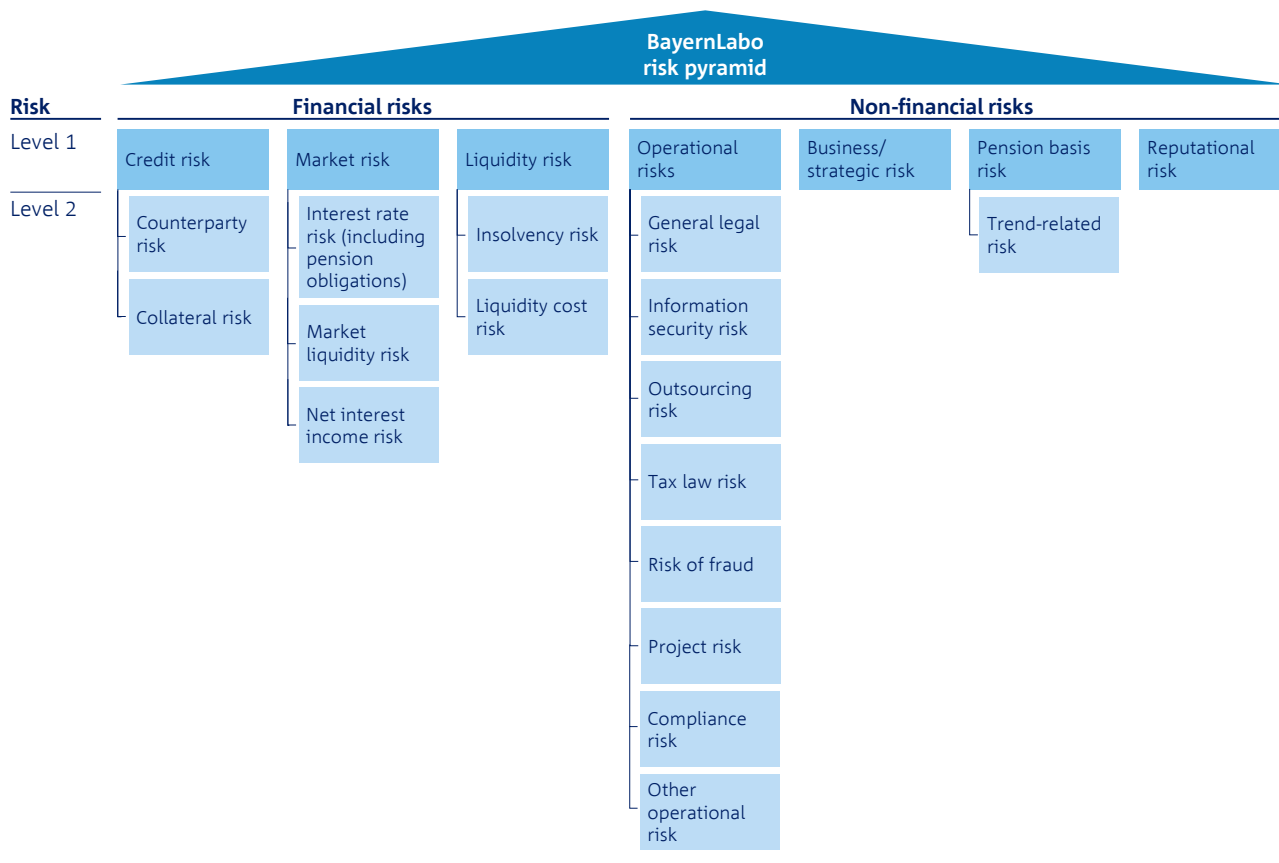 BayernLabo
risk pyramid
Risk
Financial risks
Non-financial risks
Level 1
Credit risk
Market risk
Liquidity risk
Operational
risks
Business/
strategic risk
Pension basis
risk
Reputational
risk
Level 2
Counterparty
risk
Collateral risk
Interest rate
risk (including
pension
obligations)
Market
liquidity risk
Net interest
income risk
Insolvency risk
Liquidity cost
risk
General legal
risk
Information
security risk
Outsourcing
risk
Tax law risk
Risk of fraud
Project risk
Compliance
risk
Other
operational
risk
Trend-related
risk